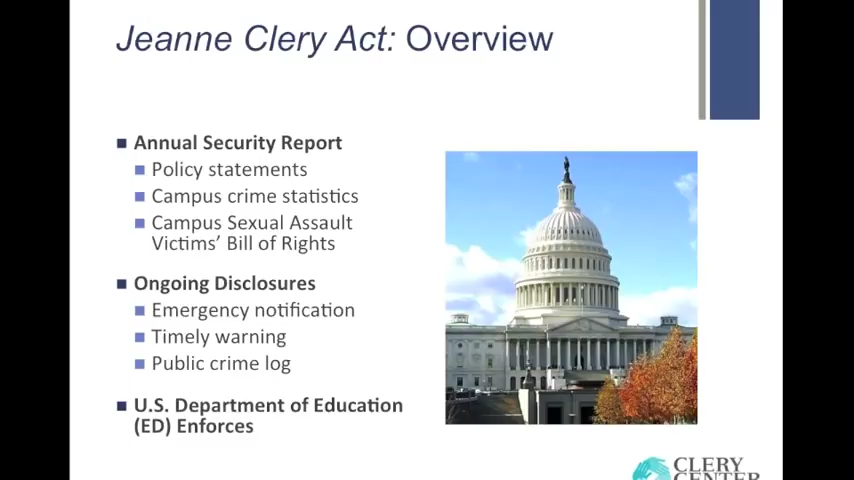 Jeanne Clery Act: Overview
Annual Security Report
Policy statements
Campus crime statistics
Campus Sexual Assault
Victims’ Bill of Rights
Ongoing Disclosures
Emergency notification
Timely warning
Public crime log
U.S. Department of Education
(ED) Enforces
CLERY
CENTER